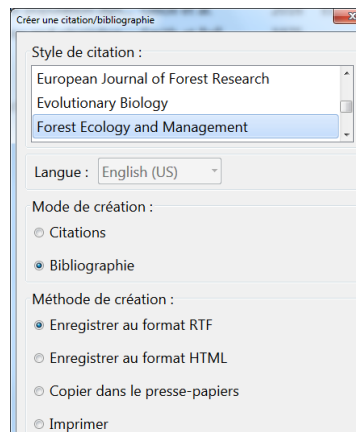 Créer une citation/bibliographie
Style de citation :
European Journal of Forest Research
Evolutionary Biology
Forest Ecology and Management
Langue : English (US)
Mode de création :
Citations
Bibliographie
Méthode de création :
Enregistrer au format RTF
Enregistrer au format HTML
Copier dans le presse-papiers
Imprimer